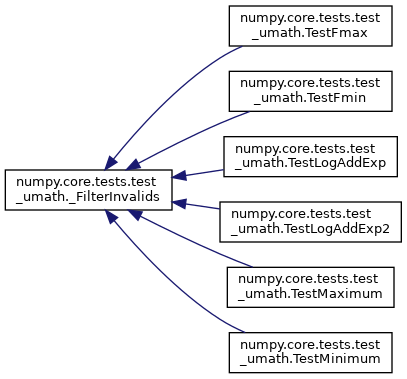 numpy.core.tests.test
_umath.TestFmax
numpy.core.tests.test
_umath.TestFmin
numpy.core.tests.test
_umath.TestLogAddExp
numpy.core.tests.test
_umath._FilterInvalids
numpy.core.tests.test
_umath.TestLogAddExp2
numpy.core.tests.test
_umath.TestMaximum
numpy.core.tests.test
_umath.TestMinimum